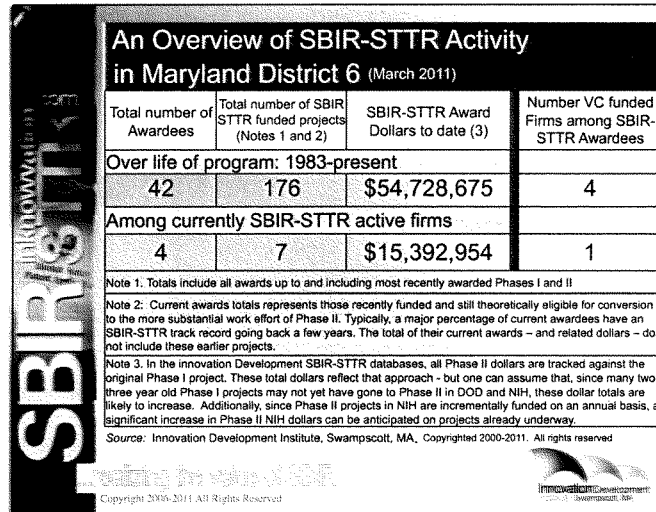 An Overview of SBIR-STTR Activity
in Maryland District 6 (March 2011)
Total number of
Awardees
Total number of SBIR
STTR funded projects
(Notes 1 and 2)
SBIR-STTR Award
Dollars to date (3)
Number VC funded
Firms among SBIR-
STTR Awardees
Over life of program: 1983-present
42 176 $54,728,675 4
Among currently SBIR-STTR active firms
4 7 $15,392,954 1
Note 1. Totals include all awards up to and including most recently awarded Phases I and II
Note 2: Current awards totals represents those recently funded and still theoretically eligible for conversion
to the more substantial work effort of Phase II. Typically, a major percentage of current awardees have an
SBIR-STTR track record going back a few years. The total of their current awards – and related dollars – do
not include these earlier projects.
Note 3. In the innovation Development SBIR-STTR databases, all Phase II dollars are tracked against the
original Phase I project. These total dollars reflect that approach - but one can assume that, since many two
three year old Phase I projects may not yet have gone to Phase II in DOD and NIH, these dollar totals are
likely to increase. Additionally, since Phase II projects in NIH are incrementally funded on an annual basis, a
significant increase in Phase II NIH dollars can be anticipated on projects already underway.
Source: Innovation Development Institute, Swampscott, MA. Copyrighted 2000-2011. All rights reserved
SBIR&STTR
inknowvation
the value of SBIR
Copyright 2006-2011 All Rights Reserved
Innovation Development
Swampscott, MA